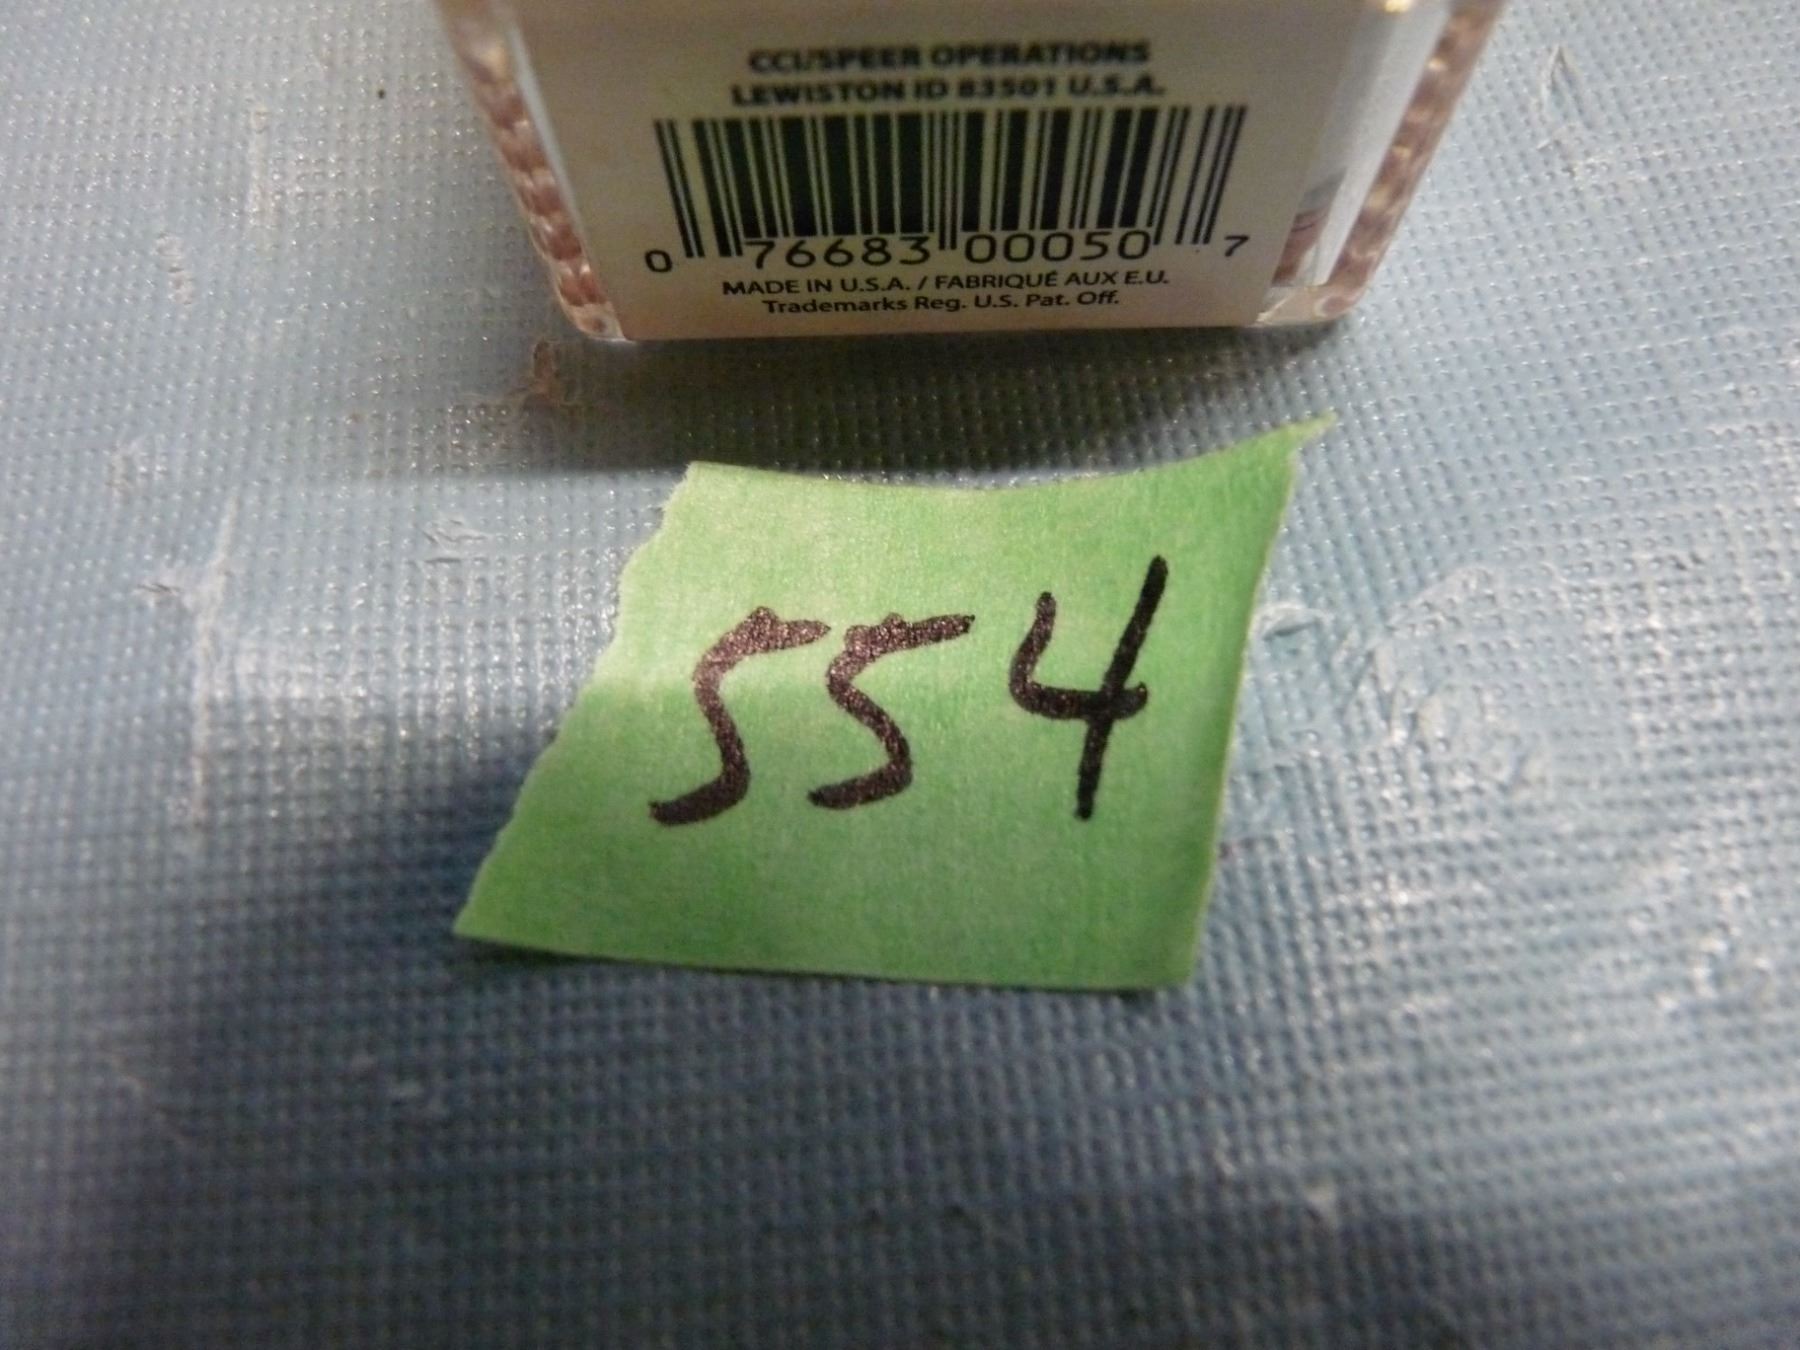 CCI/SPEER OPERATIONS
LEWISTON ID 83501 U.S.A.
0 76683 00050 7
MADE IN U.S.A. / FABRIQUÉ AUX E.U.
Trademarks Reg. U.S. Pat. Off.
554